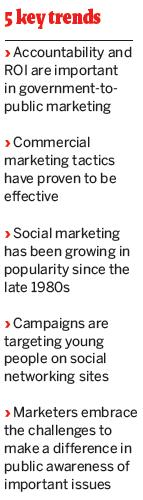 5 key trends
› Accountability and
ROI are important
in government-to-
public marketing
› Commercial
marketing tactics
have proven to be
effective
› Social marketing
has been growing in
popularity since the
late 1980s
› Campaigns are
targeting young
people on social
networking sites
› Marketers embrace
the challenges to
make a difference in
public awareness of
important issues